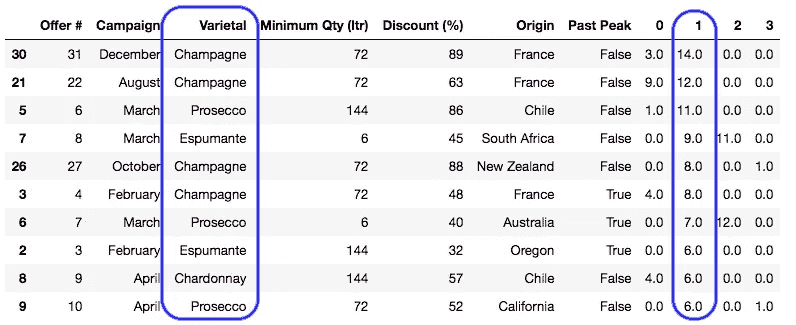 Offer # Campaign Varietal Minimum Qty (ltr) Discount (%) Origin Past Peak 0 1 2 3
30 31 December Champagne 72 89 France False 3.0 14.0 0.0 0.0
21 22 August Champagne 72 63 France False 9.0 12.0 0.0 0.0
5 6 March Prosecco 144 86 Chile False 1.0 11.0 0.0 0.0
7 8 March Espumante 6 45 South Africa False 0.0 9.0 11.0 0.0
26 27 October Champagne 72 88 New Zealand False 0.0 8.0 0.0 1.0
3 4 February Champagne 72 48 France True 4.0 8.0 0.0 0.0
6 7 March Prosecco 6 40 Australia True 0.0 7.0 12.0 0.0
2 3 February Espumante 144 32 Oregon True 0.0 6.0 0.0 0.0
8 9 April Chardonnay 144 57 Chile False 4.0 6.0 0.0 0.0
9 10 April Prosecco 72 52 California False 0.0 6.0 0.0 1.0